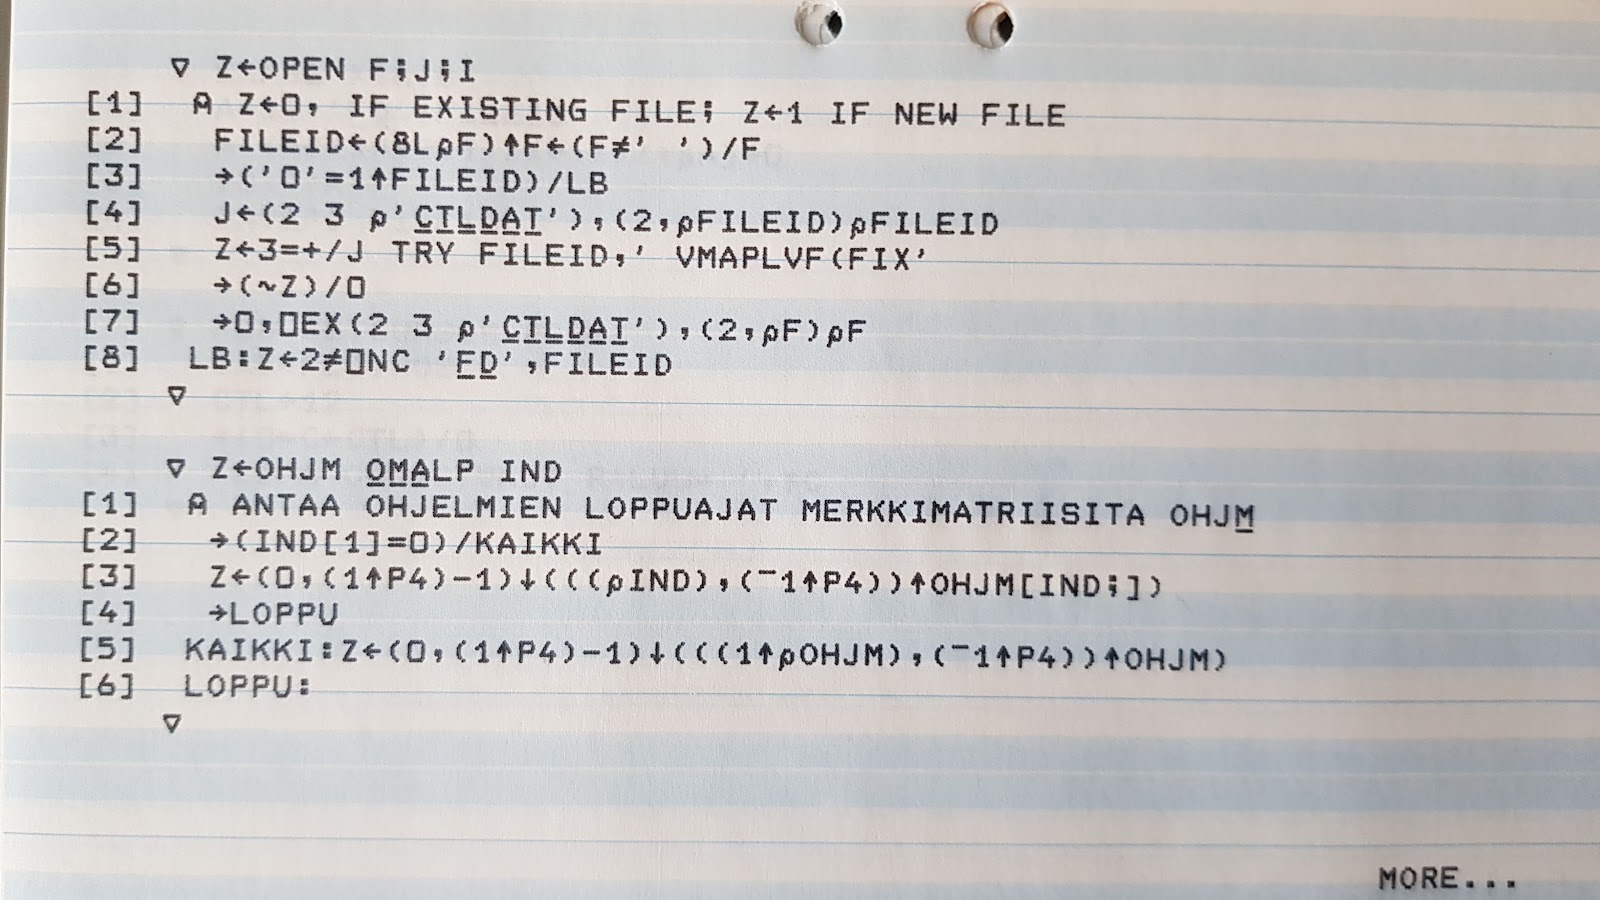 ∇ Z←OPEN F;J;I
[1] ⍝ Z←0, IF EXISTING FILE; Z←1 IF NEW FILE
[2] FILEID←(8⌊⍴F)↑F←(F≠' ')/F
[3] →('0'=1↑FILEID)/LB
[4] J←(2 3 ⍴'C̲T̲L̲D̲A̲T̲'),(2,⍴FILEID)⍴FILEID
[5] Z←3=+/J TRY FILEID,' VMAPLVF(FIX'
[6] →(~Z)/0
[7] →0,⎕EX(2 3 ⍴'C̲T̲L̲D̲A̲T̲'),(2,⍴F)⍴F
[8] LB:Z←2≠⎕NC 'F̲D̲',FILEID
∇
∇ Z←OHJM O̲M̲A̲LP IND
[1] ⍝ ANTAA OHJELMIEN LOPPUAJAT MERKKIMATRIISITA OHJM̲
[2] →(IND[1]=0)/KAIKKI
[3] Z←(0,(1↑P4)-1)↓(((⍴IND),(¯1↑P4))↑OHJM[IND;])
[4] →LOPPU
[5] KAIKKI:Z←(0,(1↑P4)-1)↓(((1↑⍴OHJM),(¯1↑P4))↑OHJM)
[6] LOPPU:
∇
MORE...